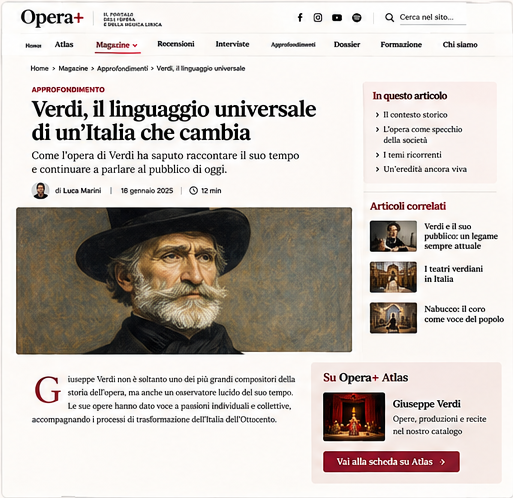 Opera+
IL PORTALE
DELL'OPERA
E DELLA MUSICA LIRICA
Cerca nel sito...
Home
Atlas
Magazine
Recensioni
Interviste
Approfondimenti
Dossier
Formazione
Chi siamo
Home > Magazine > Approfondimenti > Verdi, il linguaggio universale
APPROFONDIMENTO
Verdi, il linguaggio universale
di un'Italia che cambia
Come l'opera di Verdi ha saputo raccontare il suo tempo
e continuare a parlare al pubblico di oggi.
di Luca Marini | 18 gennaio 2025 | 12 min
In questo articolo
> Il contesto storico
> L'opera come specchio
della società
> I temi ricorrenti
> Un'eredità ancora viva
Articoli correlati
Verdi e il suo
pubblico: un legame
sempre attuale
I teatri verdiani
in Italia
Nabucco: il coro
come voce del popolo
Giuseppe Verdi non è soltanto uno dei più grandi compositori della
storia dell'opera, ma anche un osservatore lucido del suo tempo.
Le sue opere hanno dato voce a passioni individuali e collettive,
accompagnando i processi di trasformazione dell'Italia dell'Ottocento.
Su Opera+ Atlas
Giuseppe Verdi
Opere, produzioni e recite
nel nostro catalogo
Vai alla scheda su Atlas >